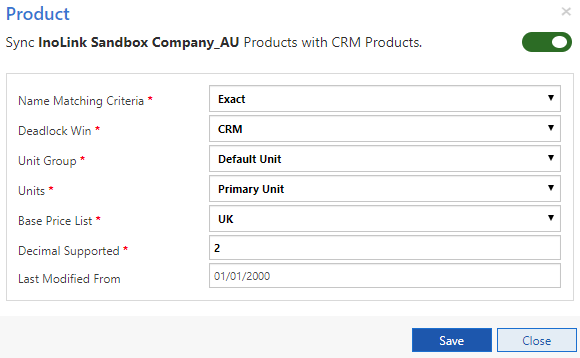 Product
Sync InoLink Sandbox Company_AU Products with CRM Products.
Name Matching Criteria * Exact
Deadlock Win * CRM
Unit Group * Default Unit
Units * Primary Unit
Base Price List * UK
Decimal Supported * 2
Last Modified From 01/01/2000
Save Close